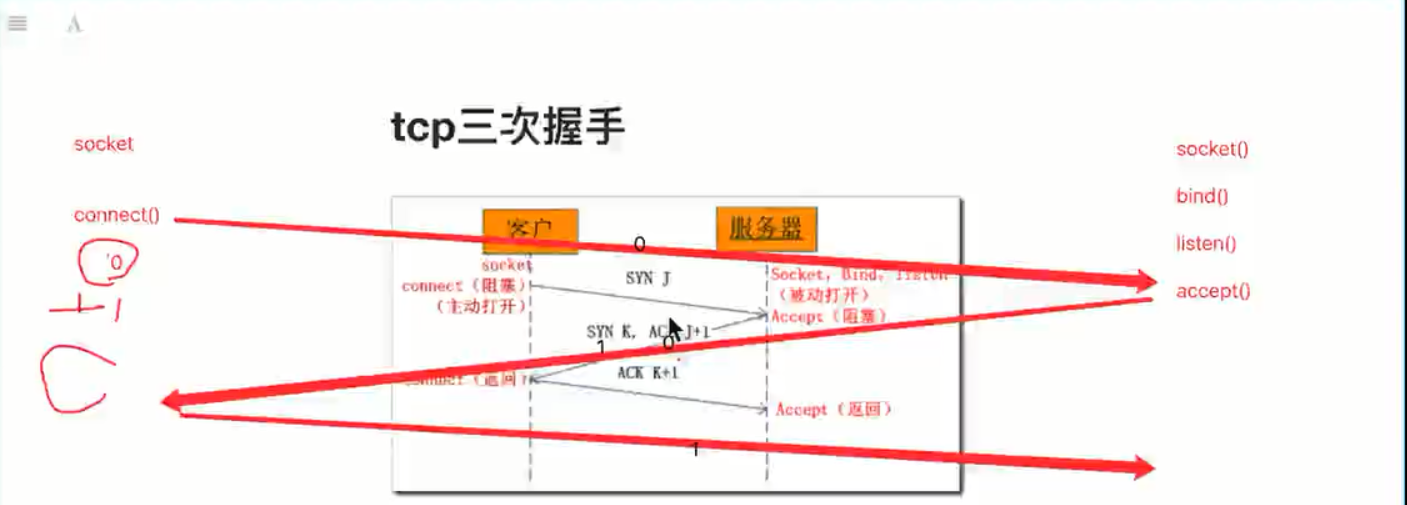 A
tcp三次握手
socket
connect()
0
+1
socket()
bind()
listen()
accept()
客户
服务器
0
socket
connect（阻塞）
（主动打开）
SYN J
Socket, Bind, listen
（被动打开）
Accept（阻塞）
SYN K, ACK J+1
1
0
ACK K+1
connect（返回）
Accept（返回）
1